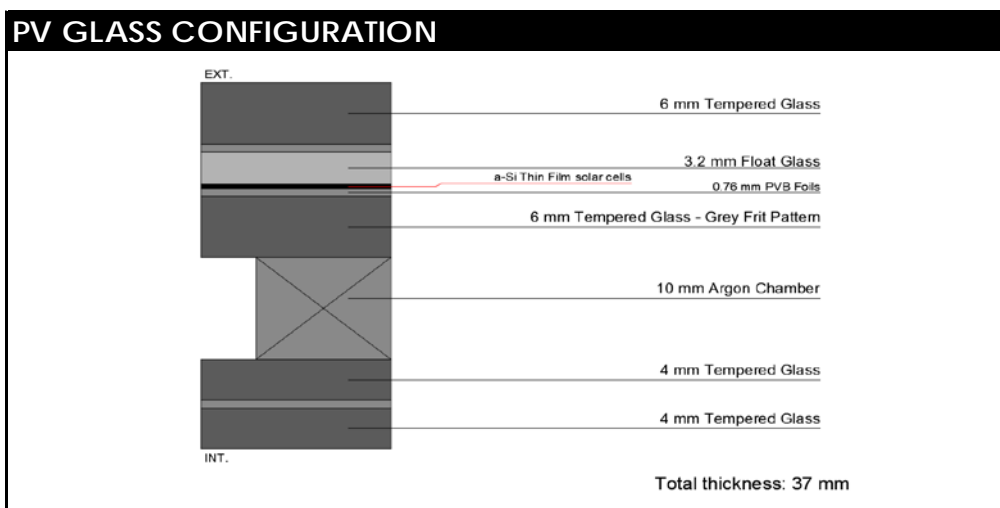 PV GLASS CONFIGURATION
EXT.
6 mm Tempered Glass
3.2 mm Float Glass
a-Si Thin Film solar cells
0.76 mm PVB Foils
6 mm Tempered Glass - Grey Frit Pattern
10 mm Argon Chamber
4 mm Tempered Glass
4 mm Tempered Glass
INT.
Total thickness: 37 mm